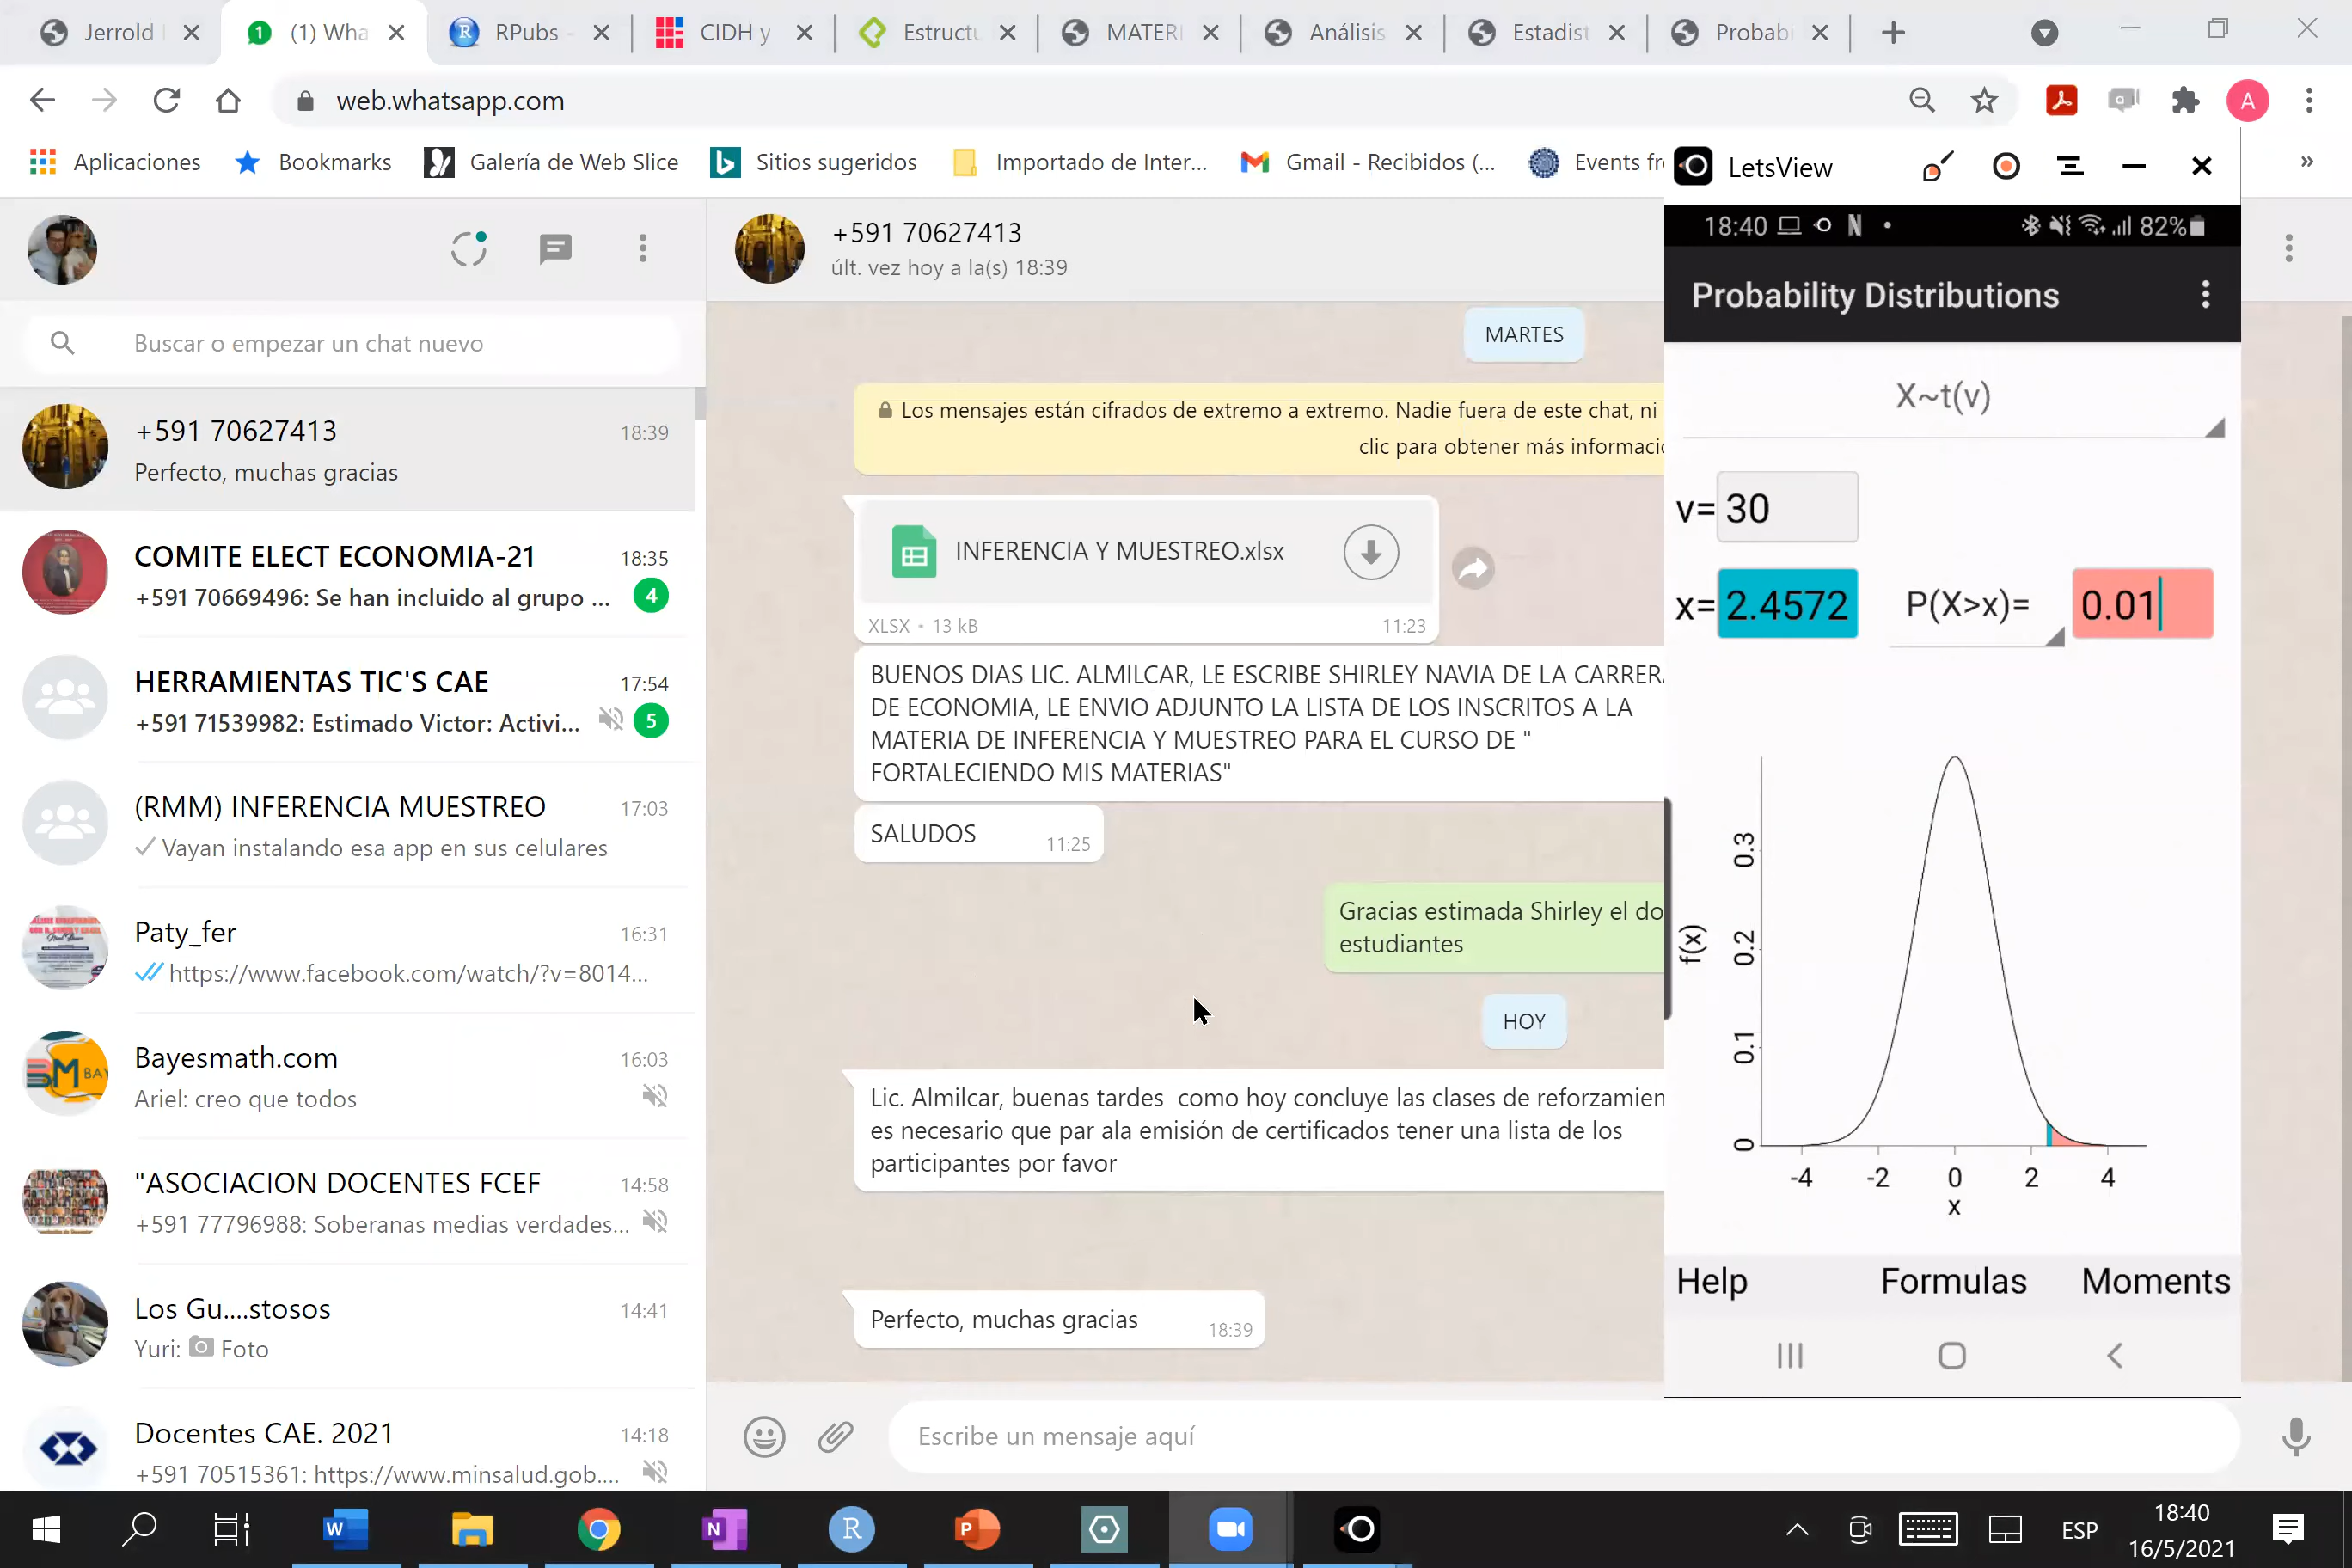 Jerrold
(1) Wha
RPubs -
CIDH y
Estructu
MATERI
Análisis
Estadist
Probabi
web.whatsapp.com
A
Aplicaciones
Bookmarks
Galería de Web Slice
Sitios sugeridos
Importado de Inter...
Gmail - Recibidos (...
Events fr
»
LetsView
18:40
82%
Probability Distributions
X~t(v)
v= 30
x= 2.4572 P(X>x)= 0.01
f(x)
0.3
0.2
0.1
0
-4 -2 0 2 4
x
Help Formulas Moments
Buscar o empezar un chat nuevo
+591 70627413 18:39
Perfecto, muchas gracias
COMITE ELECT ECONOMIA-21 18:35
+591 70669496: Se han incluido al grupo ... 4
HERRAMIENTAS TIC'S CAE 17:54
+591 71539982: Estimado Victor: Activi... 5
(RMM) INFERENCIA MUESTREO 17:03
Vayan instalando esa app en sus celulares
Paty_fer 16:31
https://www.facebook.com/watch/?v=8014...
Bayesmath.com 16:03
Ariel: creo que todos
"ASOCIACION DOCENTES FCEF 14:58
+591 77796988: Soberanas medias verdades...
Los Gu....stosos 14:41
Yuri: Foto
Docentes CAE. 2021 14:18
+591 70515361: https://www.minsalud.gob....
+591 70627413
últ. vez hoy a la(s) 18:39
MARTES
Los mensajes están cifrados de extremo a extremo. Nadie fuera de este chat, ni
clic para obtener más informació
INFERENCIA Y MUESTREO.xlsx
XLSX • 13 kB 11:23
BUENOS DIAS LIC. ALMILCAR, LE ESCRIBE SHIRLEY NAVIA DE LA CARRERA
DE ECONOMIA, LE ENVIO ADJUNTO LA LISTA DE LOS INSCRITOS A LA
MATERIA DE INFERENCIA Y MUESTREO PARA EL CURSO DE "
FORTALECIENDO MIS MATERIAS"
SALUDOS 11:25
Gracias estimada Shirley el do
estudiantes
HOY
Lic. Almilcar, buenas tardes  como hoy concluye las clases de reforzamien
es necesario que par ala emisión de certificados tener una lista de los
participantes por favor
Perfecto, muchas gracias 18:39
Escribe un mensaje aquí
ESP
18:40
16/5/2021